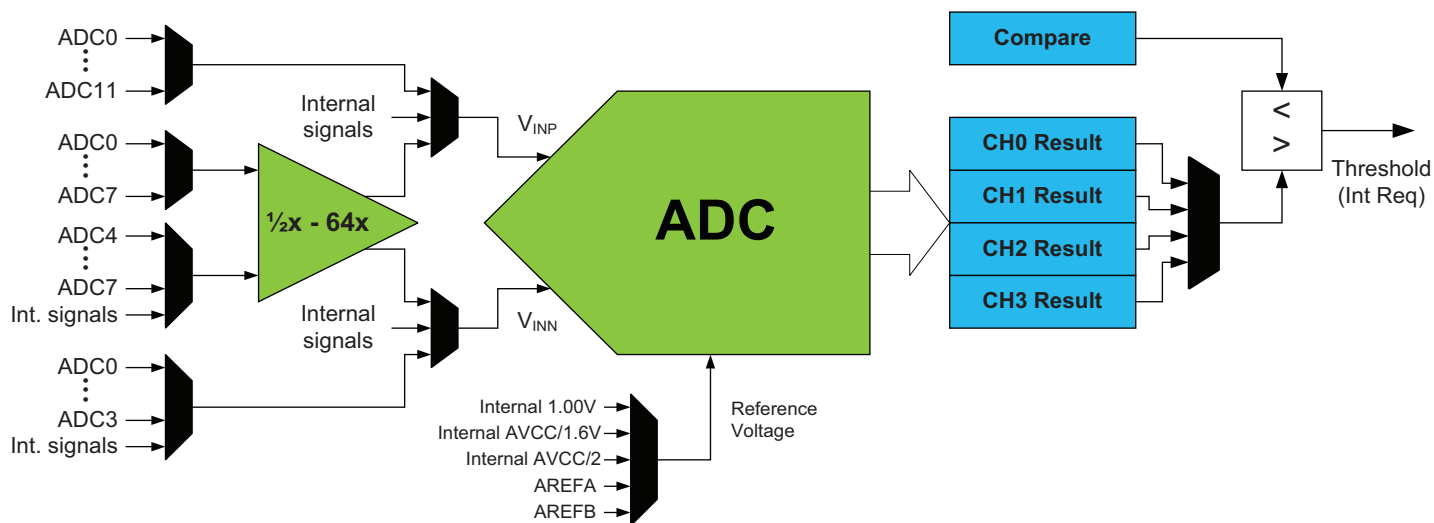 ADC0
ADC11
ADC0
ADC7
ADC4
ADC7
Int. signals
ADC0
ADC3
Int. signals
½x - 64x
Internal
signals
Internal
signals
VINP
VINN
ADC
Internal 1.00V
Internal AVCC/1.6V
Internal AVCC/2
AREFA
AREFB
Reference
Voltage
Compare
CH0 Result
CH1 Result
CH2 Result
CH3 Result
<
>
Threshold
(Int Req)